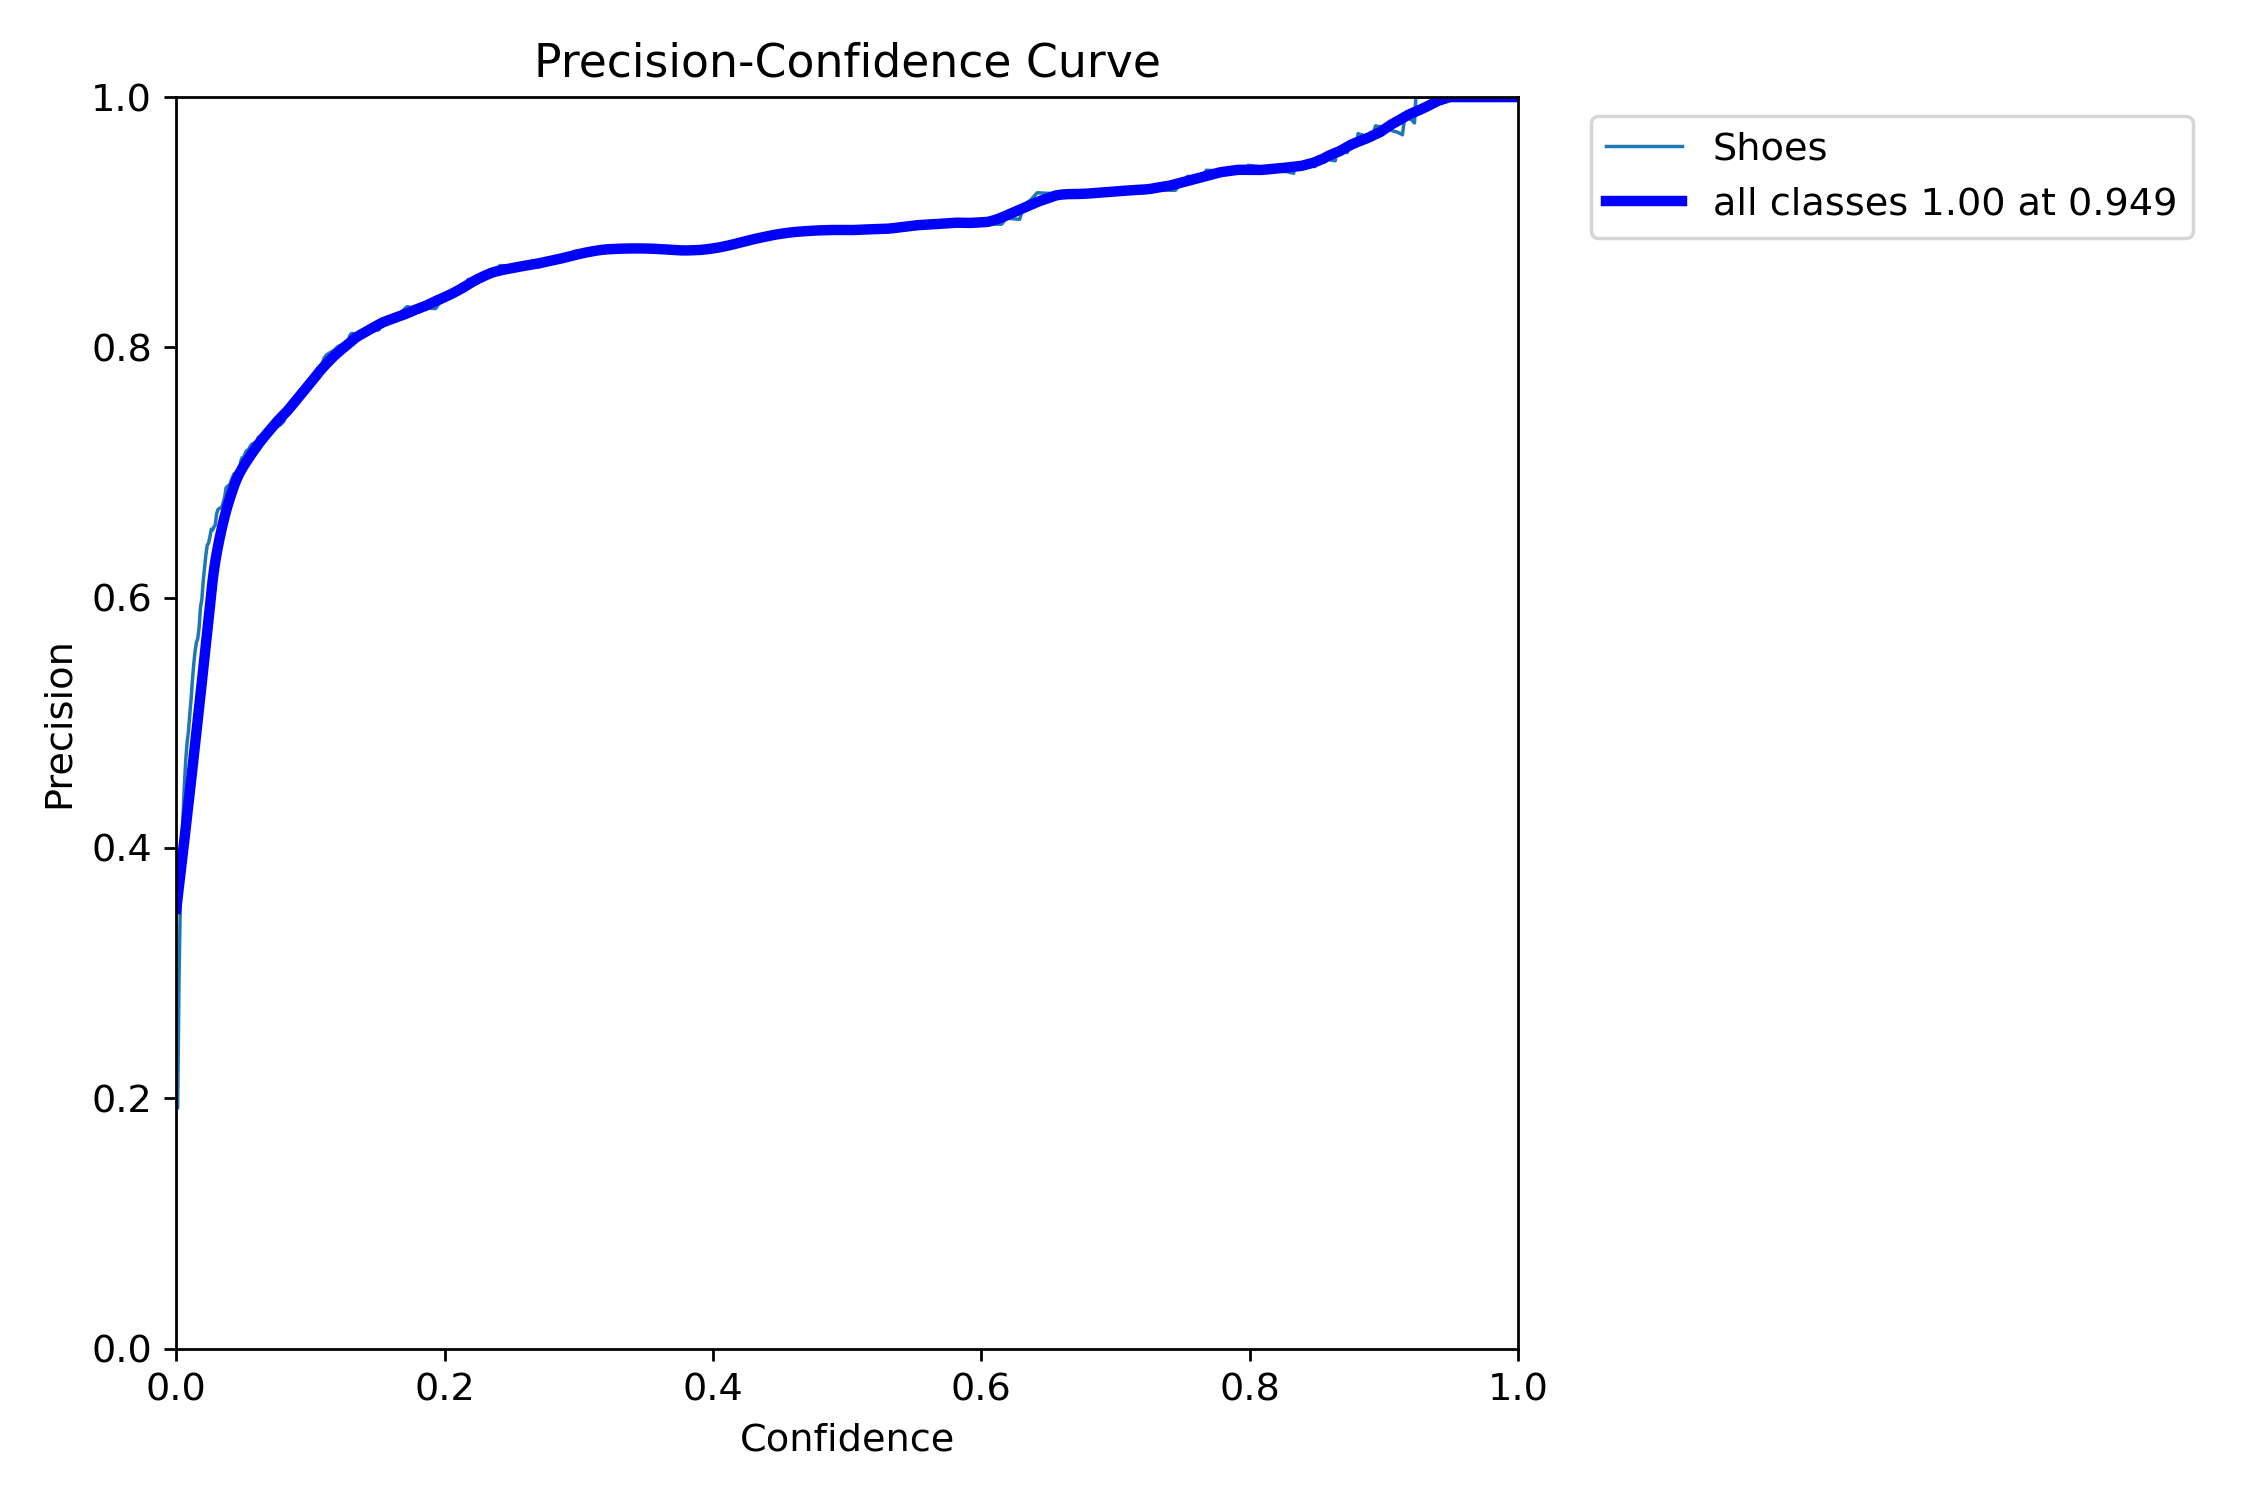 Precision-Confidence Curve
1.0
0.8
0.6
0.4
0.2
0.0
Precision
0.0 0.2 0.4 0.6 0.8 1.0
Confidence
Shoes
all classes 1.00 at 0.949